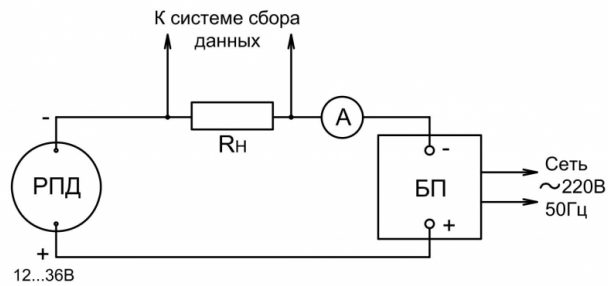 К системе сбора
данных
-
A
Rн
-
РПД
БП
Сеть
~220В
50Гц
+
+
12...36В